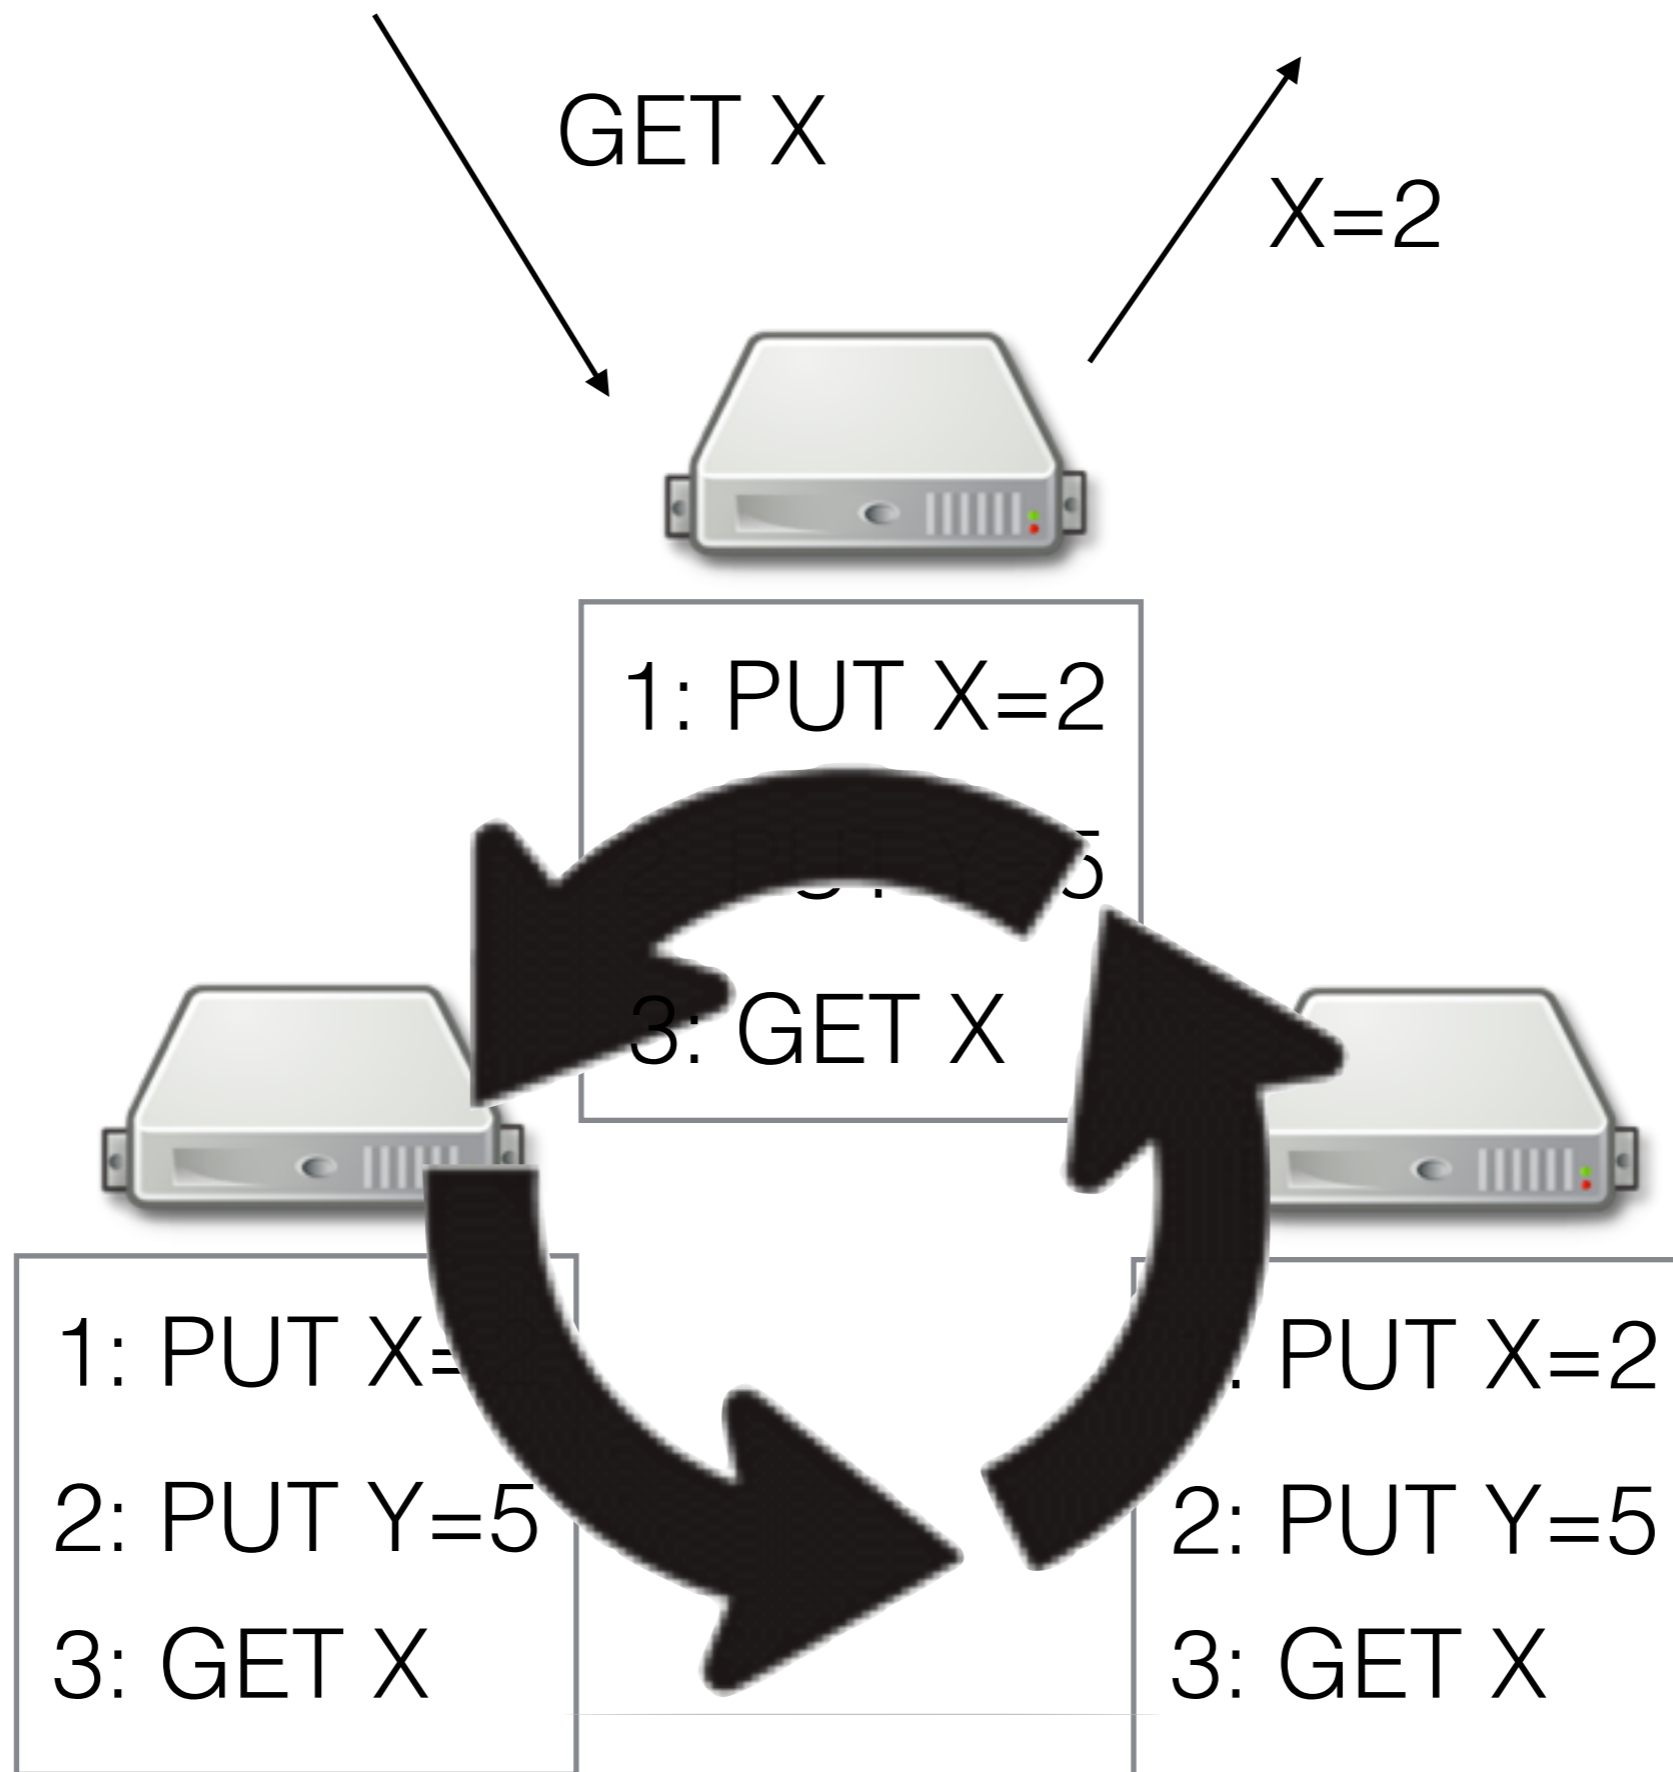 GET X
X=2
1: PUT X=2
5
3: GET X
1: PUT X=
2: PUT Y=5
3: GET X
PUT X=2
2: PUT Y=5
3: GET X